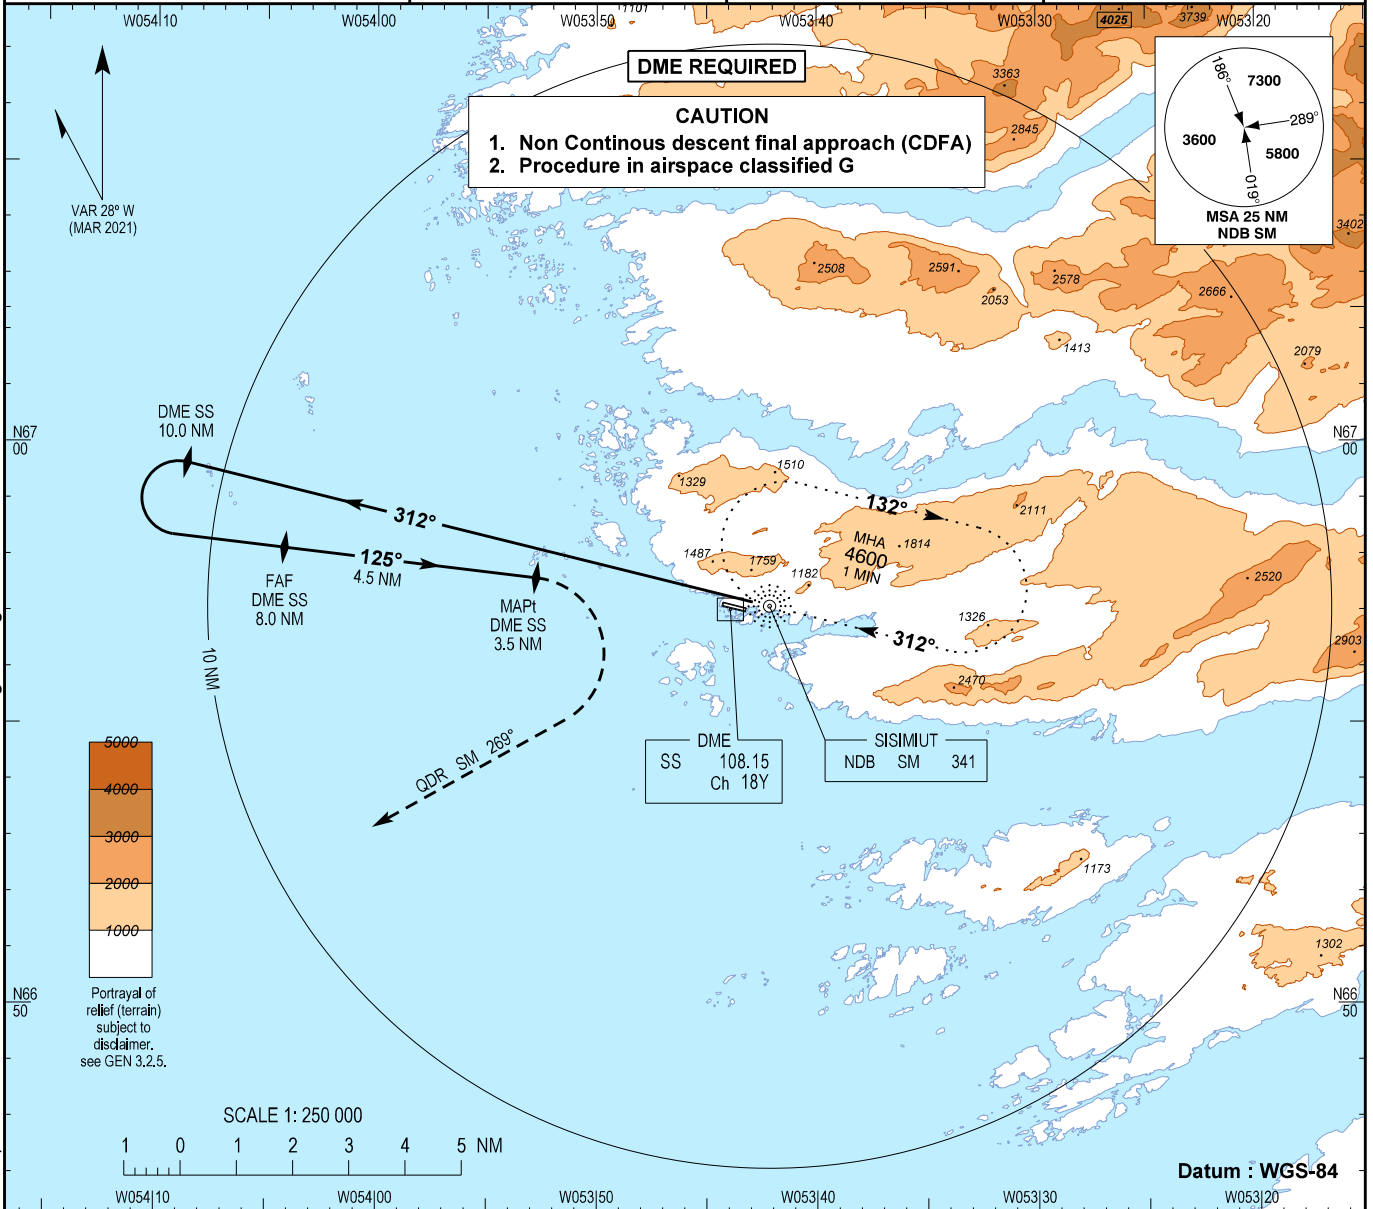 W054 10
W054 00
W053 50
W053 40
W053 30
W053 20
1101
4025
3739
DME REQUIRED
3363
2845
CAUTION
1. Non Continous descent final approach (CDFA)
2. Procedure in airspace classified G
186°
7300
289°
3600
5800
019°
MSA 25 NM
NDB SM
VAR 28° W
(MAR 2021)
3402
2508
2591
2578
2053
2666
1413
2079
N67
00
N67
00
DME SS
10.0 NM
1510
1329
132°
2111
312°
MHA
4600
1 MIN
1814
1487
1759
1182
125°
4.5 NM
FAF
DME SS
8.0 NM
MAPt
DME SS
3.5 NM
2520
1326
312°
2903
10 NM
2470
QDR SM 269°
DME
SS 108.15
Ch 18Y
SISIMIUT
NDB SM 341
5000
4000
3000
2000
1000
1173
1302
Portrayal of
relief (terrain)
subject to
disclaimer.
see GEN 3.2.5.
N66
50
N66
50
SCALE 1: 250 000
1 0 1 2 3 4 5 NM
Datum : WGS-84
W054 10
W054 00
W053 50
W053 40
W053 30
W053 20